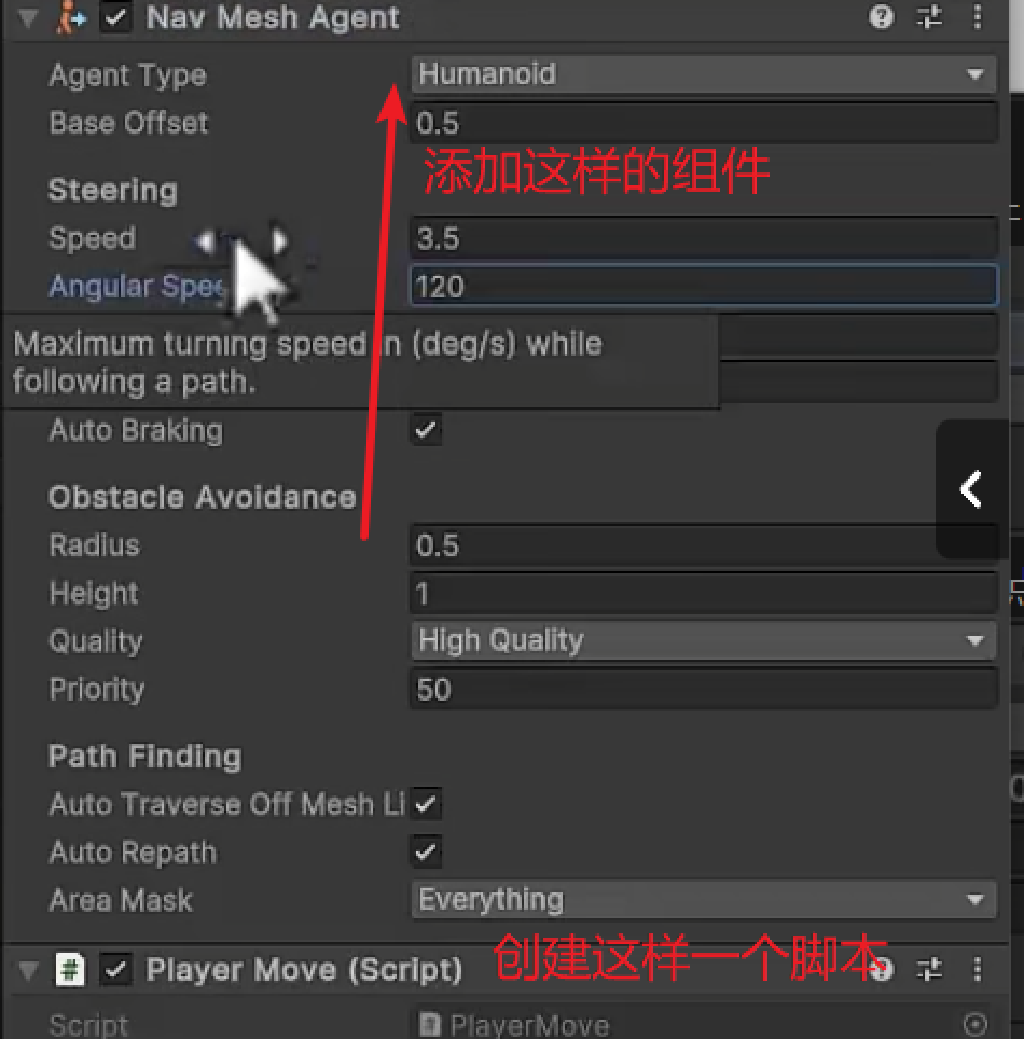 Nav Mesh Agent
Agent Type Humanoid
Base Offset 0.5
添加这样的组件
Steering
Speed 3.5
Angular Spee 120
Maximum turning speed in (deg/s) while
following a path.
Auto Braking
Obstacle Avoidance
Radius 0.5
Height 1
Quality High Quality
Priority 50
Path Finding
Auto Traverse Off Mesh Li
Auto Repath
Area Mask Everything
创建这样一个脚本
# Player Move (Script)
Script # PlayerMove